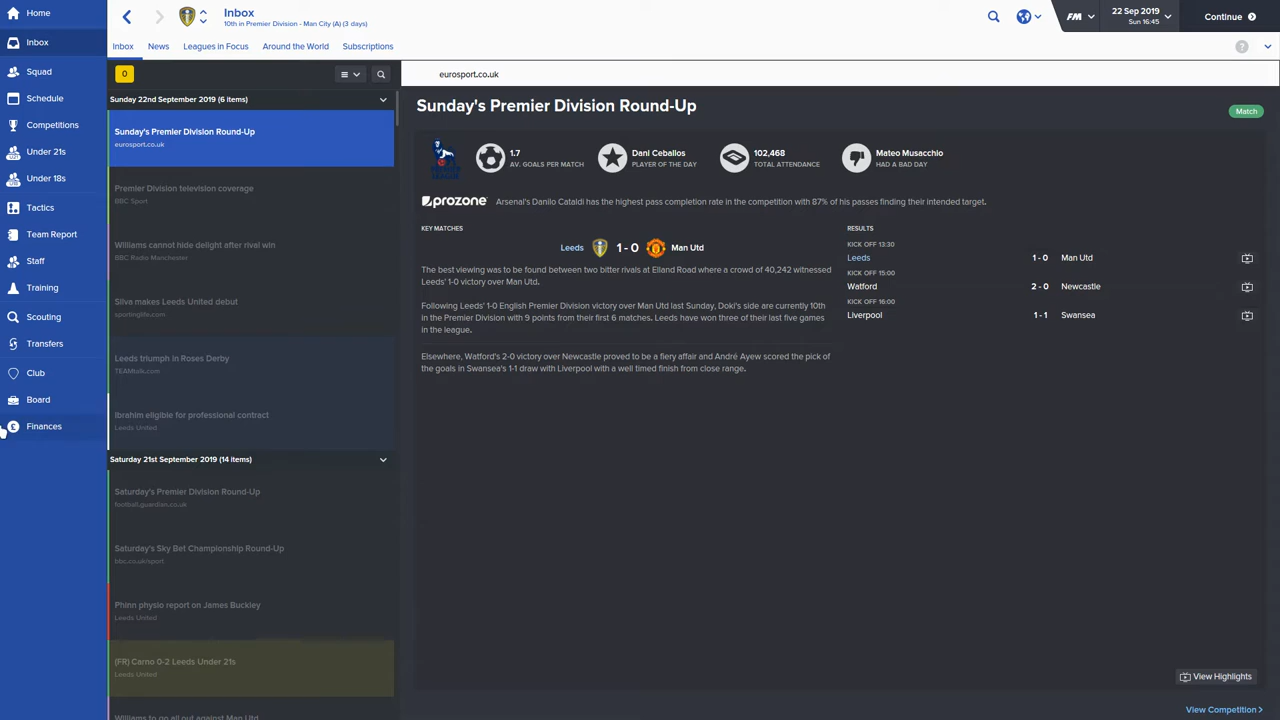 Home
Inbox
Squad
Schedule
Competitions
Under 21s
Under 18s
Tactics
Team Report
Staff
Training
Scouting
Transfers
Club
Board
Finances
Inbox
10th in Premier Division - Man City (A) (3 days)
FM
22 Sep 2019
Sun 16:45
Continue
Inbox
News
Leagues in Focus
Around the World
Subscriptions
0
Sunday 22nd September 2019 (6 items)
Sunday's Premier Division Round-Up
eurosport.co.uk
Premier Division television coverage
BBC Sport
Williams cannot hide delight after rival win
BBC Radio Manchester
Silva makes Leeds United debut
sportinglife.com
Leeds triumph in Roses Derby
TEAMtalk.com
Ibrahim eligible for professional contract
Leeds United
Saturday 21st September 2019 (14 items)
Saturday's Premier Division Round-Up
football.guardian.co.uk
Saturday's Sky Bet Championship Round-Up
bbc.co.uk/sport
Phinn physio report on James Buckley
Leeds United
(FR) Carno 0-2 Leeds Under 21s
Leeds United
Williams to go all out against Man Utd
eurosport.co.uk
Sunday's Premier Division Round-Up
Match
1.7
AV. GOALS PER MATCH
Dani Ceballos
PLAYER OF THE DAY
102,468
TOTAL ATTENDANCE
Mateo Musacchio
HAD A BAD DAY
prozone
Arsenal's Danilo Cataldi has the highest pass completion rate in the competition with 87% of his passes finding their intended target.
KEY MATCHES
Leeds 1 - 0 Man Utd
The best viewing was to be found between two bitter rivals at Elland Road where a crowd of 40,242 witnessed
Leeds' 1-0 victory over Man Utd.
Following Leeds' 1-0 English Premier Division victory over Man Utd last Sunday, Doki's side are currently 10th
in the Premier Division with 9 points from their first 6 matches. Leeds have won three of their last five games
in the league.
Elsewhere, Watford's 2-0 victory over Newcastle proved to be a fiery affair and André Ayew scored the pick of
the goals in Swansea's 1-1 draw with Liverpool with a well timed finish from close range.
RESULTS
KICK OFF 13:30
Leeds 1 - 0 Man Utd
KICK OFF 15:00
Watford 2 - 0 Newcastle
KICK OFF 16:00
Liverpool 1 - 1 Swansea
View Highlights
View Competition >